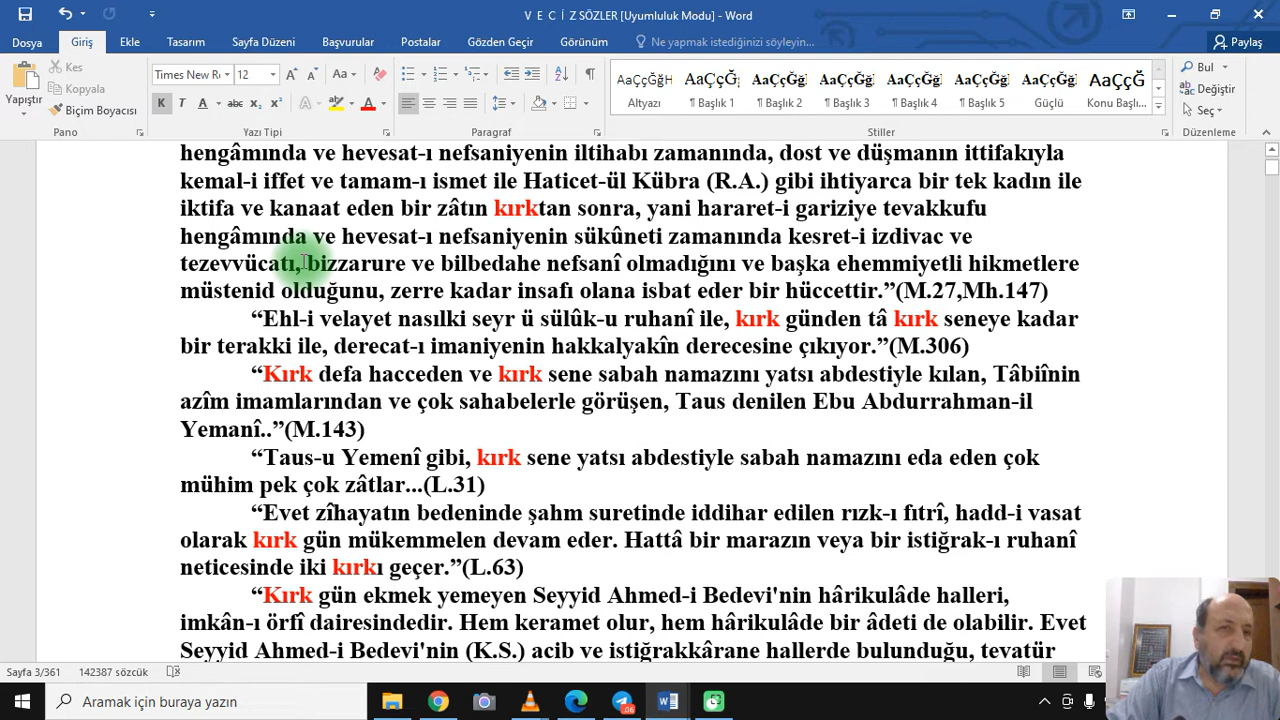 V E C İ Z SÖZLER [Uyumluluk Modu] - Word
Dosya Giriş Ekle Tasarım Sayfa Düzeni Başvurular Postalar Gözden Geçir Görünüm Ne yapmak istediğinizi söyleyin... Paylaş
Yapıştır
Kes
Kopyala
Biçim Boyacısı
Times New Ro 12
K T A abc x₂ x² A A
AaÇçĞğH AaÇçĞğ AaÇçĞğ AaÇçĞğ AaÇçĞğ AaÇçĞğ AaÇçĞğ AaÇçĞ
Altyazı ¶ Başlık 1 ¶ Başlık 2 ¶ Başlık 3 ¶ Başlık 4 ¶ Başlık 5 Güçlü Konu Başlı...
Bul
Değiştir
Seç
Pano Yazı Tipi Paragraf Stiller Düzenleme
hengâmında ve hevesat-ı nefsaniyenin iltihabı zamanında, dost ve düşmanın ittifakıyla
kemal-i iffet ve tamam-ı ismet ile Haticet-ül Kübra (R.A.) gibi ihtiyarca bir tek kadın ile
iktifa ve kanaat eden bir zâtın kırktan sonra, yani hararet-i gariziye tevakkufu
hengâmında ve hevesat-ı nefsaniyenin sükûneti zamanında kesret-i izdivac ve
tezevvücatı, bizzarure ve bilbedahe nefsanî olmadığını ve başka ehemmiyetli hikmetlere
müstenid olduğunu, zerre kadar insafı olana isbat eder bir hüccettir.”(M.27,Mh.147)
“Ehl-i velayet nasılki seyr ü sülûk-u ruhanî ile, kırk günden tâ kırk seneye kadar
bir terakki ile, derecat-ı imaniyenin hakkalyakîn derecesine çıkıyor.”(M.306)
“Kırk defa hacceden ve kırk sene sabah namazını yatsı abdestiyle kılan, Tâbiînin
azîm imamlarından ve çok sahabelerle görüşen, Taus denilen Ebu Abdurrahman-il
Yemanî..”(M.143)
“Taus-u Yemenî gibi, kırk sene yatsı abdestiyle sabah namazını eda eden çok
mühim pek çok zâtlar...(L.31)
“Evet zîhayatın bedeninde şahm suretinde iddihar edilen rızk-ı fıtrî, hadd-i vasat
olarak kırk gün mükemmelen devam eder. Hattâ bir marazın veya bir istiğrak-ı ruhanî
neticesinde iki kırkı geçer.”(L.63)
“Kırk gün ekmek yemeyen Seyyid Ahmed-i Bedevi'nin hârikulâde halleri,
imkân-ı örfî dairesindedir. Hem keramet olur, hem hârikulâde bir âdeti de olabilir. Evet
Seyyid Ahmed-i Bedevi'nin (K.S.) acib ve istiğrakkârane hallerde bulunduğu, tevatür
Sayfa 3/361 142387 sözcük
Aramak için buraya yazın